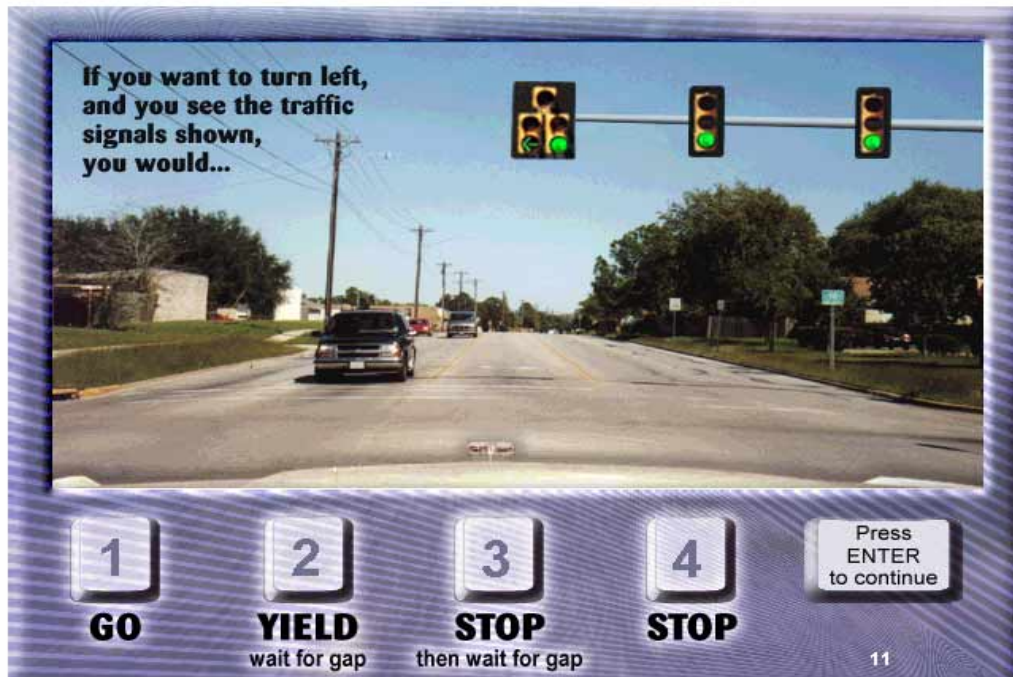 If you want to turn left,
and you see the traffic
signals shown,
you would...
1
GO
2
YIELD
wait for gap
3
STOP
then wait for gap
4
STOP
Press
ENTER
to continue
11